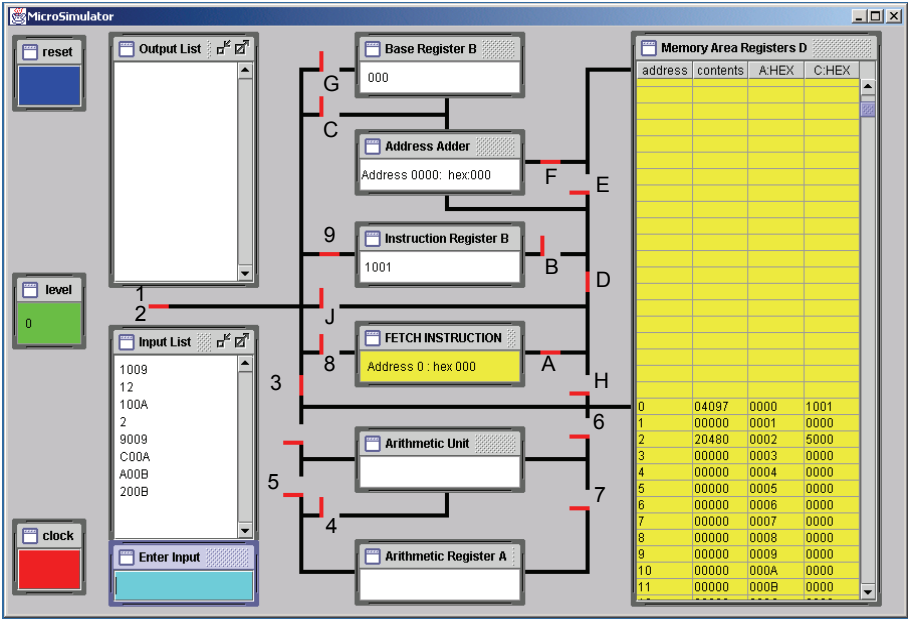 MicroSimulator
reset
Output List
Base Register B
000
G
C
Address Adder
Address 0000: hex:000
F
E
9
Instruction Register B
1001
B
D
level
0
1
2
J
Input List
1009
12
100A
2
9009
C00A
A00B
200B
FETCH INSTRUCTION
Address 0 : hex 000
8
A
3
H
6
Arithmetic Unit
5
7
4
clock
Enter Input
Arithmetic Register A
Memory Area Registers D
address contents A:HEX C:HEX
0 04097 0000 1001
1 00000 0001 0000
2 20480 0002 5000
3 00000 0003 0000
4 00000 0004 0000
5 00000 0005 0000
6 00000 0006 0000
7 00000 0007 0000
8 00000 0008 0000
9 00000 0009 0000
10 00000 000A 0000
11 00000 000B 0000